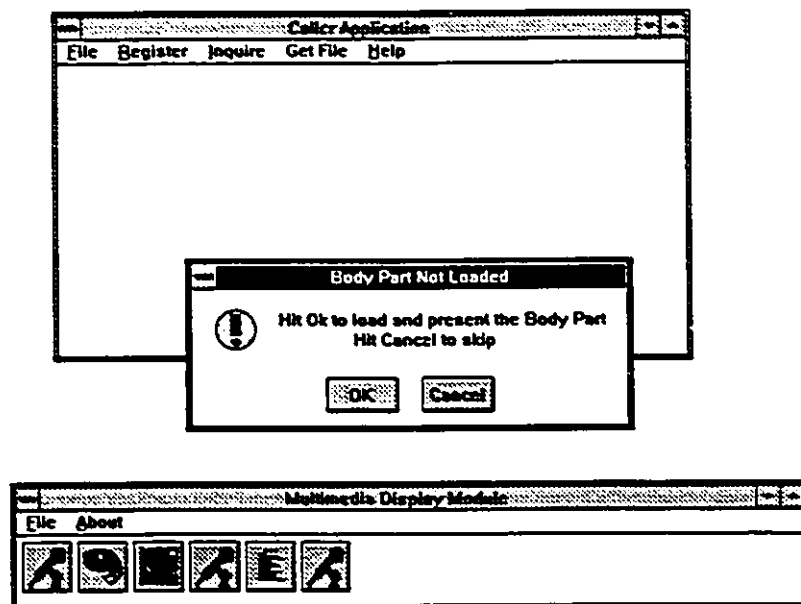 Caller Application
File Register Inquire Get File Help
Body Part Not Loaded
Hit Ok to load and present the Body Part
Hit Cancel to skip
OK Cancel
Multimedia Display Module
File About